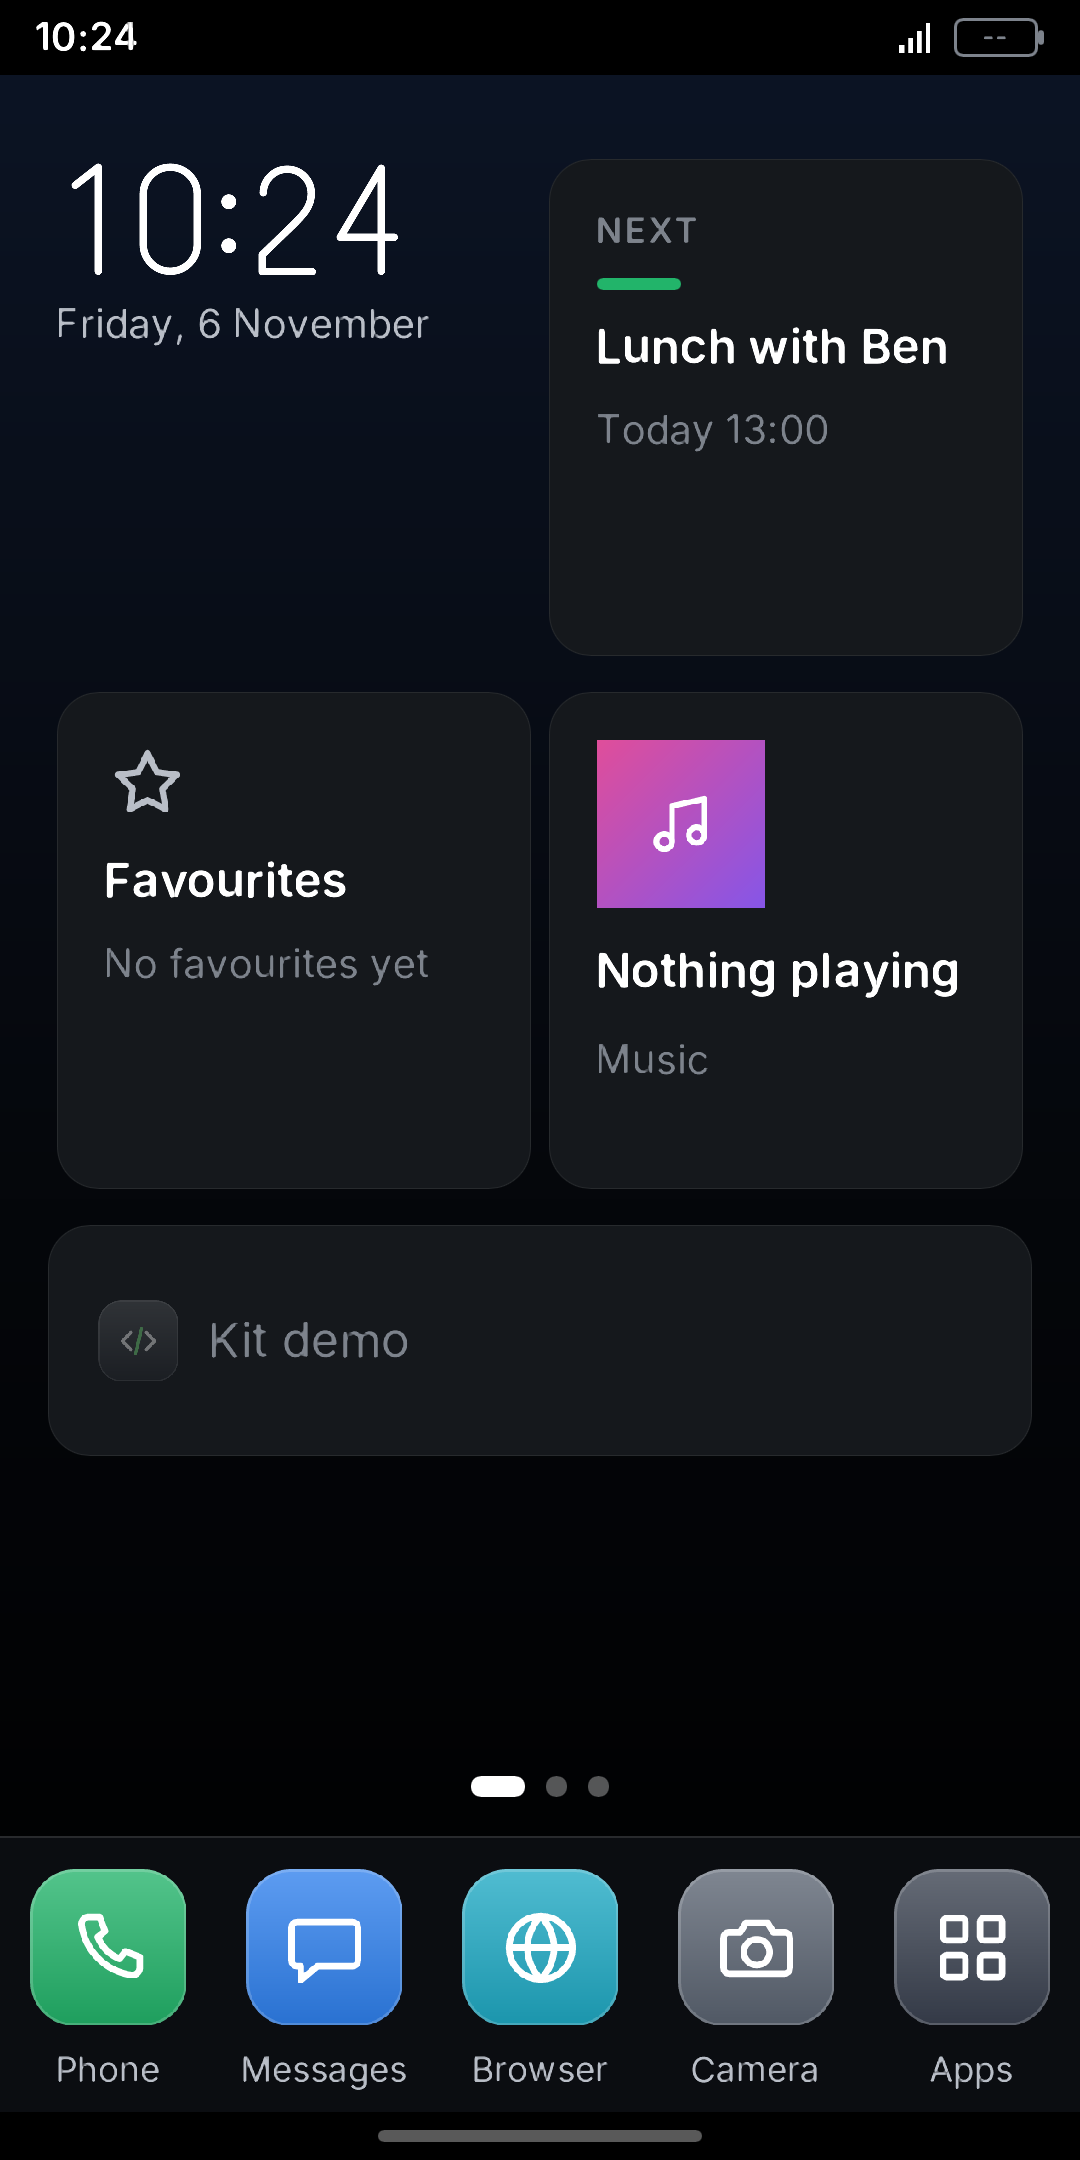 10:24
--
10:24
Friday, 6 November
NEXT
Lunch with Ben
Today 13:00
Favourites
No favourites yet
Nothing playing
Music
Kit demo
Phone
Messages
Browser
Camera
Apps